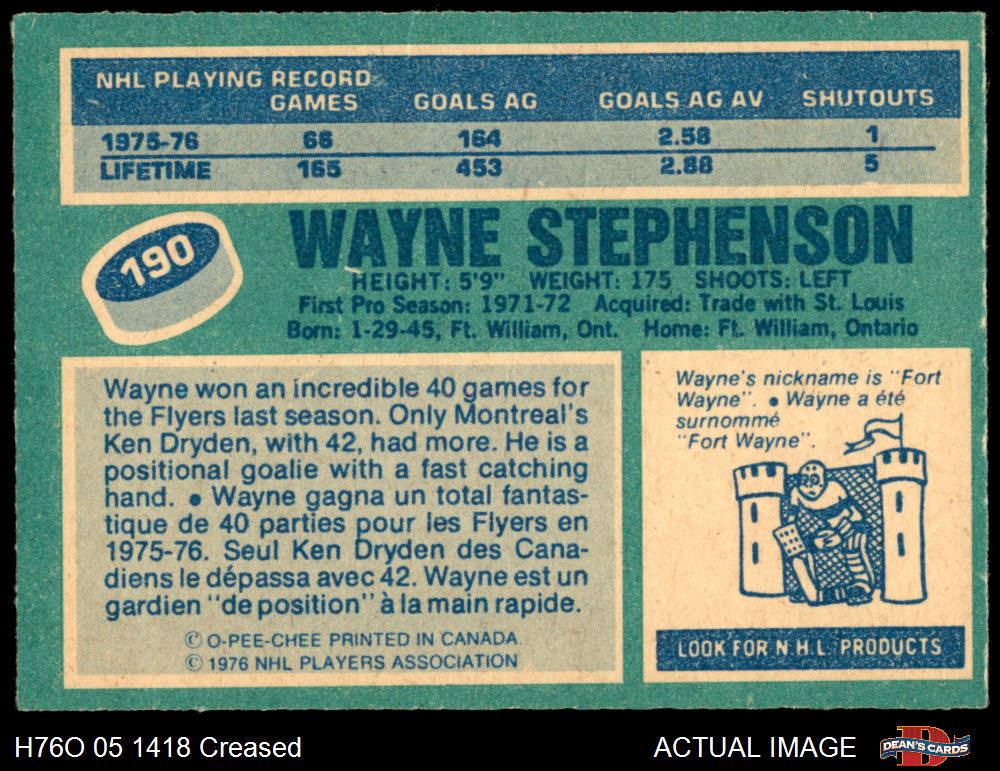 NHL PLAYING RECORD
GAMES GOALS AG GOALS AG AV SHUTOUTS
1975-76 66 164 2.58 1
LIFETIME 165 453 2.88 5
190
WAYNE STEPHENSON
HEIGHT: 5'9" WEIGHT: 175 SHOOTS: LEFT
First Pro Season: 1971-72 Acquired: Trade with St. Louis
Born: 1-29-45, Ft. William, Ont. Home: Ft. William, Ontario
Wayne won an incredible 40 games for
the Flyers last season. Only Montreal's
Ken Dryden, with 42, had more. He is a
positional goalie with a fast catching
hand. ● Wayne gagna un total fantas-
tique de 40 parties pour les Flyers en
1975-76. Seul Ken Dryden des Cana-
diens le dépassa avec 42. Wayne est un
gardien "de position" à la main rapide.
© O-PEE-CHEE PRINTED IN CANADA.
© 1976 NHL PLAYERS ASSOCIATION
Wayne's nickname is "Fort
Wayne". ● Wayne a été
surnommé
"Fort Wayne".
LOOK FOR N.H.L. PRODUCTS
H76O 05 1418 Creased
ACTUAL IMAGE
DEAN'S CARDS